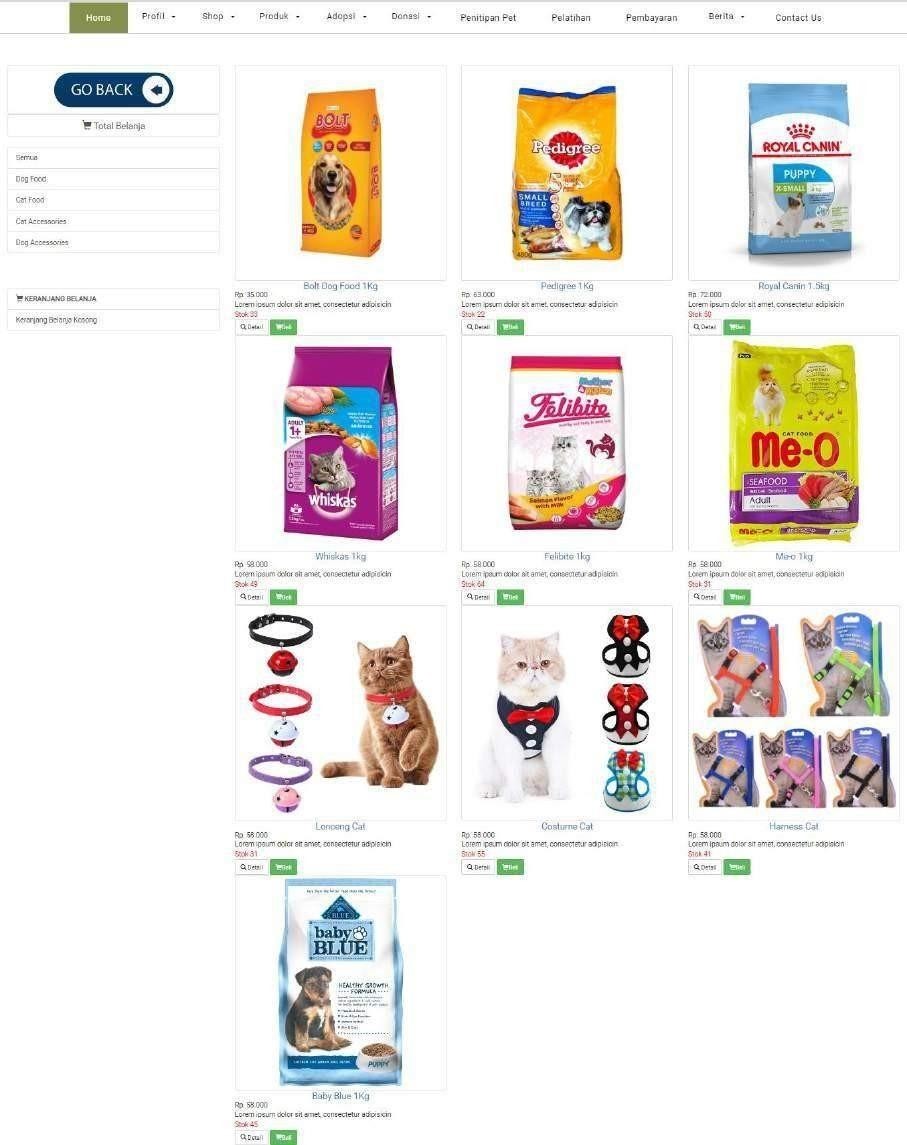 Home Profil Shop Produk Adopsi Donasi Penitipan Pet Pelatihan Pembayaran Berita Contact Us
GO BACK
Total Belanja
Semua
Dog Food
Cat Food
Cat Accessories
Dog Accessories
KERANJANG BELANJA
Keranjang Belanja Kosong
BOLT
Bolt Dog Food 1Kg
Rp. 35.000
Lorem ipsum dolor sit amet, consectetur adipisicin
Stok 33
Detail Beli
Pedigree
5
SMALL
BREED
480g
Pedigree 1Kg
Rp. 63.000
Lorem ipsum dolor sit amet, consectetur adipisicin
Stok 22
Detail Beli
ROYAL CANIN
PUPPY
X-SMALL
Royal Canin 1.5kg
Rp. 72.000
Lorem ipsum dolor sit amet, consectetur adipisicin
Stok 50
Detail Beli
ADULT
1+
whiskas
Whiskas 1kg
Rp. 58.000
Lorem ipsum dolor sit amet, consectetur adipisicin
Stok 49
Detail Beli
Mother
Felibite
Salmon Flavor
with Milk
Felibite 1kg
Rp. 58.000
Lorem ipsum dolor sit amet, consectetur adipisicin
Stok 64
Detail Beli
CAT FOOD
Me-O
SEAFOOD
Adult
Me-o 1kg
Rp. 58.000
Lorem ipsum dolor sit amet, consectetur adipisicin
Stok 31
Detail Beli
Lonceng Cat
Rp. 58.000
Lorem ipsum dolor sit amet, consectetur adipisicin
Stok 31
Detail Beli
Costume Cat
Rp. 58.000
Lorem ipsum dolor sit amet, consectetur adipisicin
Stok 55
Detail Beli
Harness Cat
Rp. 58.000
Lorem ipsum dolor sit amet, consectetur adipisicin
Stok 41
Detail Beli
BLUE
baby
BLUE
HEALTHY GROWTH
FORMULA
PUPPY
Baby Blue 1Kg
Rp. 58.000
Lorem ipsum dolor sit amet, consectetur adipisicin
Stok 45
Detail Beli